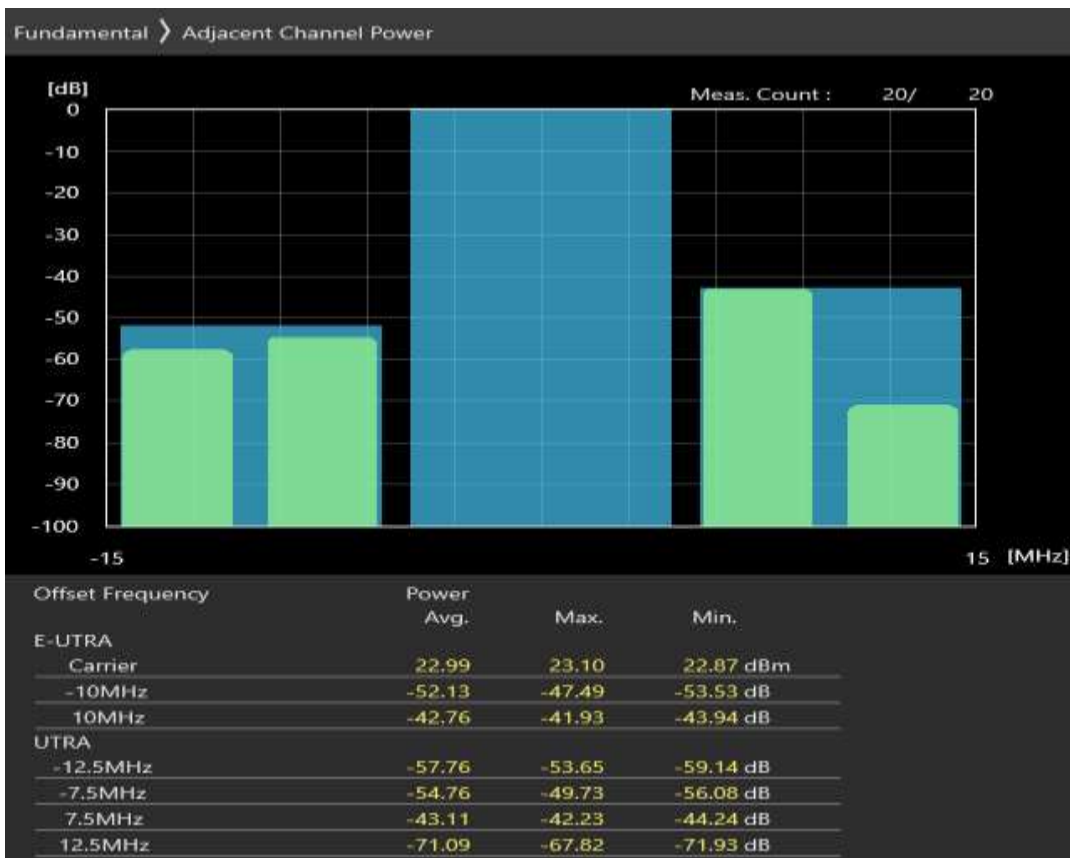 Fundamental 》 Adjacent Channel Power
[dB]
Meas. Count : 20/ 20
0
-10
-20
-30
-40
-50
-60
-70
-80
-90
-100
-15 15 [MHz]
Offset Frequency Power
Avg. Max. Min.
E-UTRA
Carrier 22.99 23.10 22.87 dBm
-10MHz -52.13 -47.49 -53.53 dB
10MHz -42.76 -41.93 -43.94 dB
UTRA
-12.5MHz -57.76 -53.65 -59.14 dB
-7.5MHz -54.76 -49.73 -56.08 dB
7.5MHz -43.11 -42.23 -44.24 dB
12.5MHz -71.09 -67.82 -71.93 dB